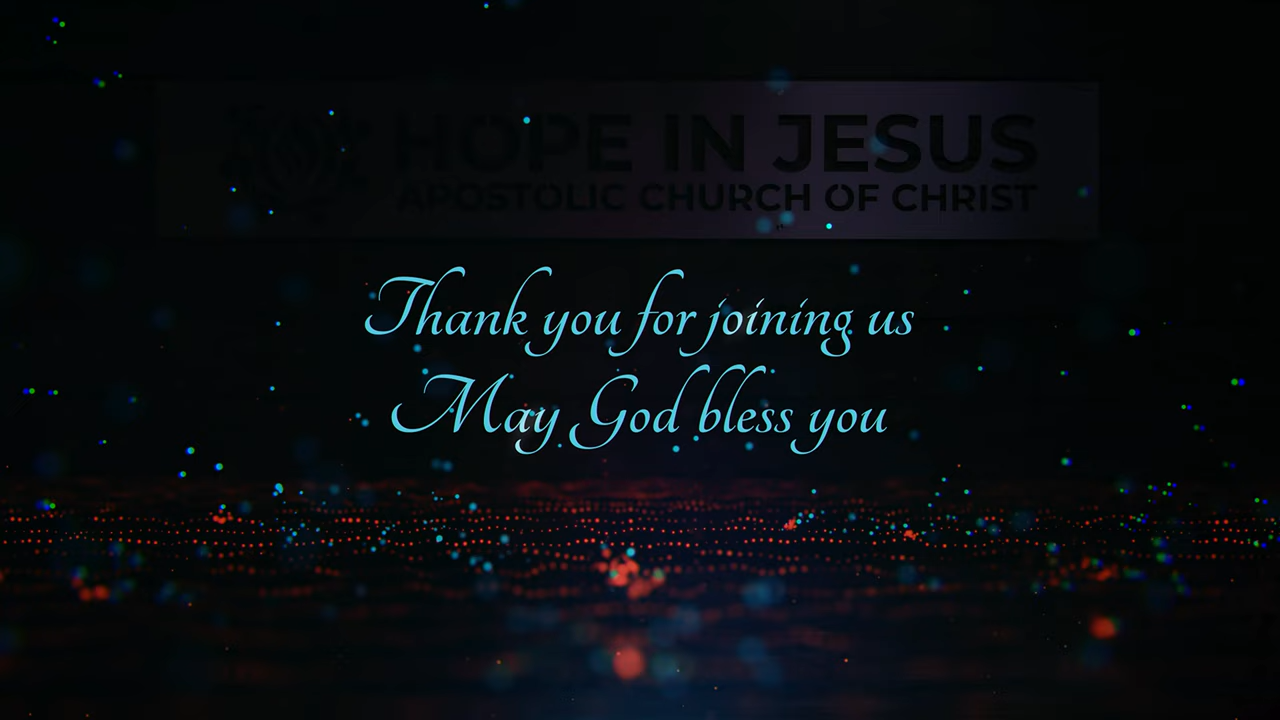 HOPE IN JESUS
APOSTOLIC CHURCH OF CHRIST
Thank you for joining us
May God bless you